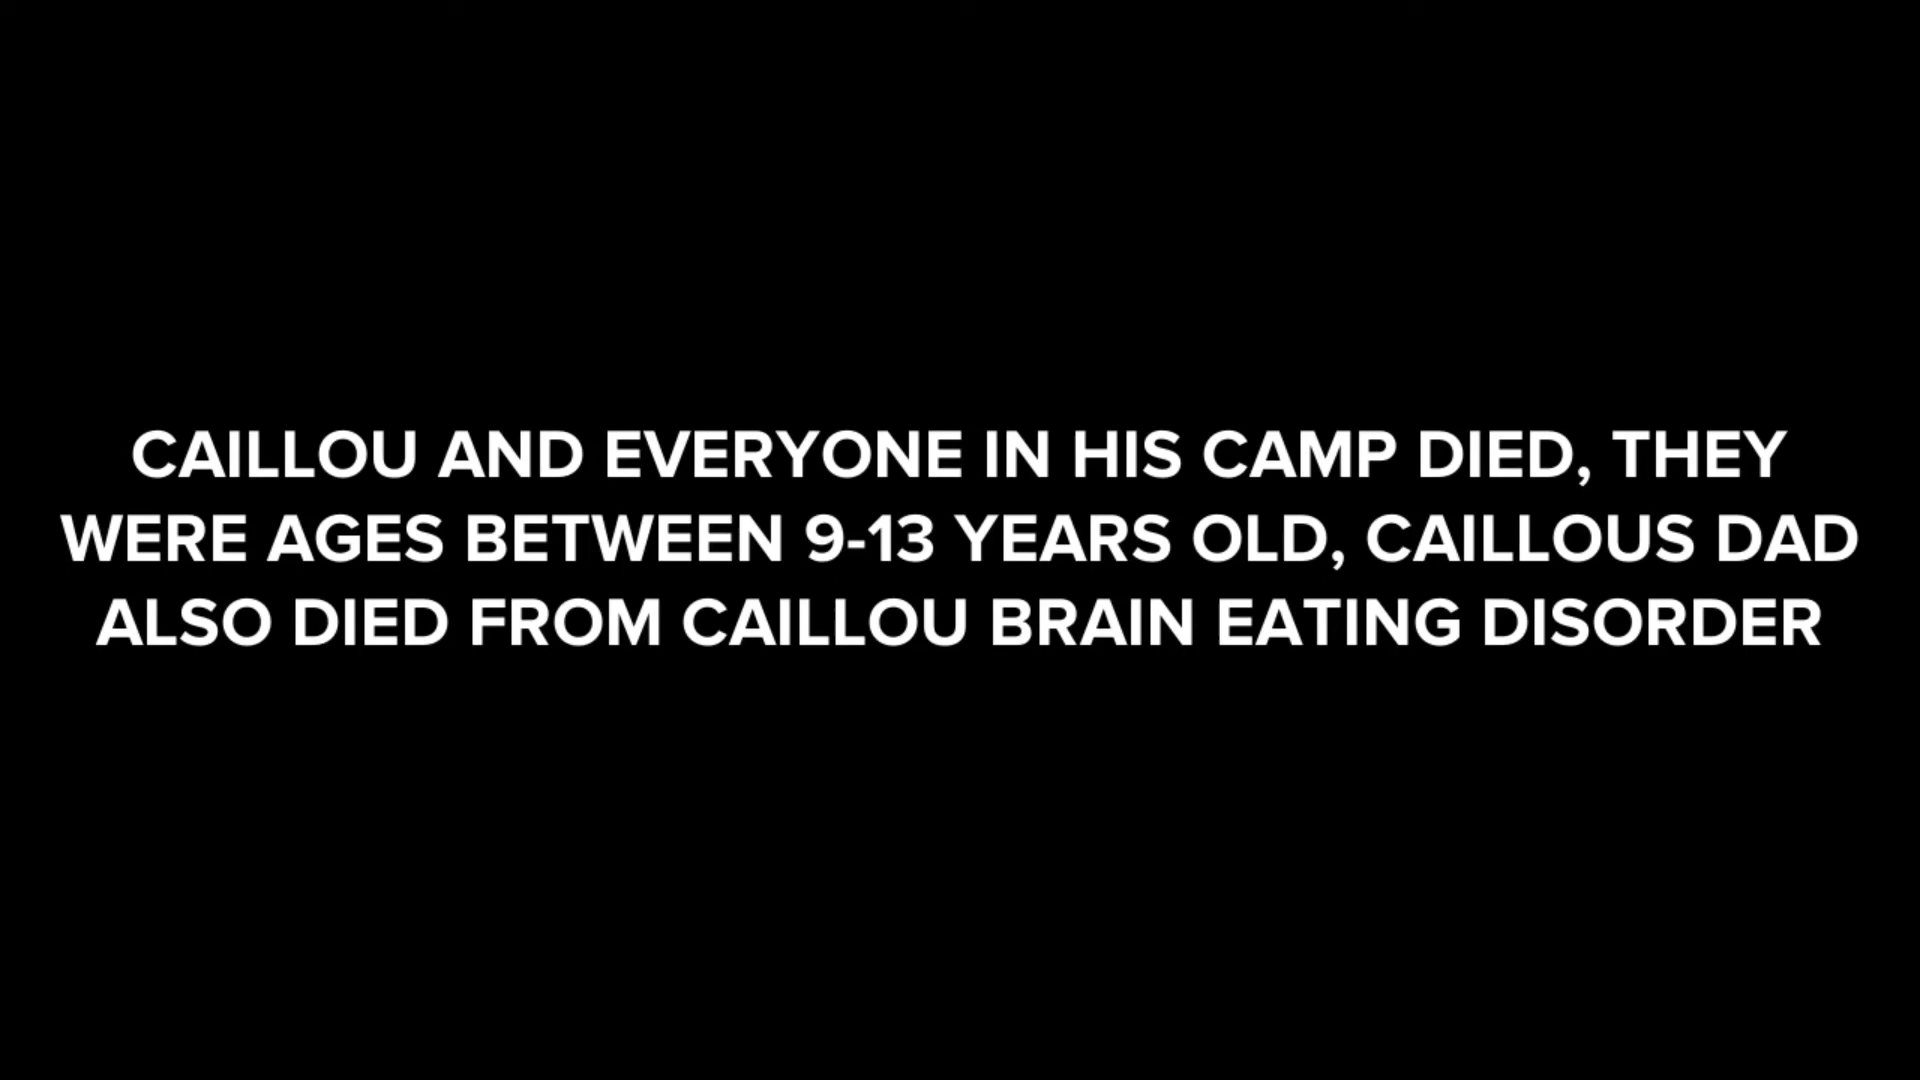 CAILLOU AND EVERYONE IN HIS CAMP DIED, THEY
WERE AGES BETWEEN 9-13 YEARS OLD, CAILLOUS DAD
ALSO DIED FROM CAILLOU BRAIN EATING DISORDER